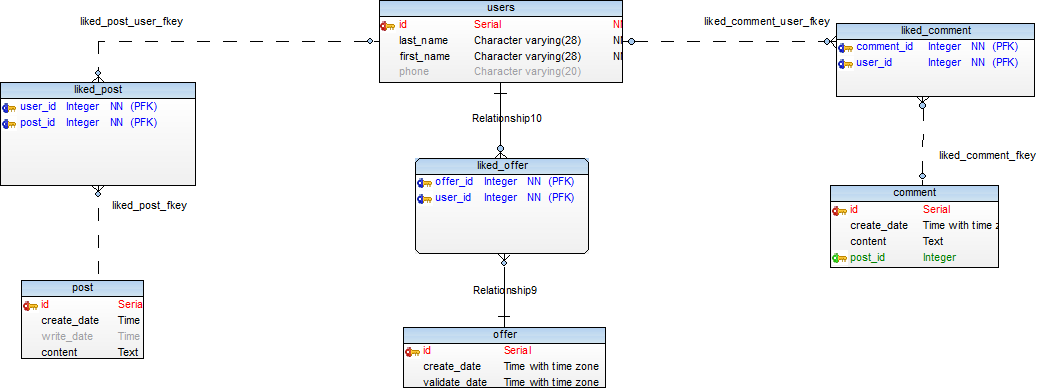 users
id Serial NN
last_name Character varying(28) NN
first_name Character varying(28) NN
phone Character varying(20)
liked_post_user_fkey
liked_comment_user_fkey
liked_comment
comment_id Integer NN (PFK)
user_id Integer NN (PFK)
liked_post
user_id Integer NN (PFK)
post_id Integer NN (PFK)
Relationship10
liked_comment_fkey
liked_offer
offer_id Integer NN (PFK)
user_id Integer NN (PFK)
liked_post_fkey
comment
id Serial
create_date Time with time z
content Text
post_id Integer
post
id Seria
create_date Time
write_date Time
content Text
Relationship9
offer
id Serial
create_date Time with time zone
validate_date Time with time zone